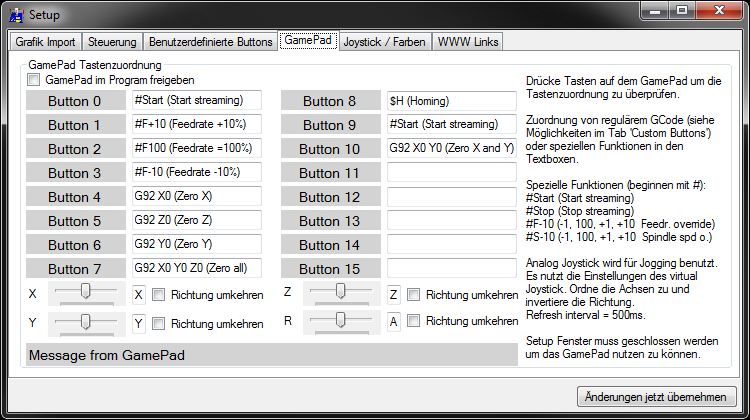 Setup
Grafik Import Steuerung Benutzerdefinierte Buttons GamePad Joystick / Farben WWW Links
GamePad Tastenzuordnung
GamePad im Program freigeben
Button 0 #Start (Start streaming)
Button 1 #F+10 (Feedrate +10%)
Button 2 #F100 (Feedrate =100%)
Button 3 #F-10 (Feedrate -10%)
Button 4 G92 X0 (Zero X)
Button 5 G92 Z0 (Zero Z)
Button 6 G92 Y0 (Zero Y)
Button 7 G92 X0 Y0 Z0 (Zero all)
Button 8 $H (Homing)
Button 9 #Start (Start streaming)
Button 10 G92 X0 Y0 (Zero X and Y)
Button 11
Button 12
Button 13
Button 14
Button 15
X X Richtung umkehren
Y Y Richtung umkehren
Z Z Richtung umkehren
R A Richtung umkehren
Message from GamePad
Drücke Tasten auf dem GamePad um die
Tastenzuordnung zu überprüfen.
Zuordnung von regulärem GCode (siehe
Möglichkeiten im Tab 'Custom Buttons')
oder speziellen Funktionen in den
Textboxen.
Spezielle Funktionen (beginnen mit #):
#Start (Start streaming)
#Stop (Stop streaming)
#F-10 (-1, 100, +1, +10 Feedr. override)
#S-10 (-1, 100, +1, +10 Spindle spd o.)
Analog Joystick wird für Jogging benutzt.
Es nutzt die Einstellungen des virtual
Joystick. Ordne die Achsen zu und
invertiere die Richtung.
Refresh interval = 500ms.
Setup Fenster muss geschlossen werden
um das GamePad nutzen zu können.
Änderungen jetzt übernehmen